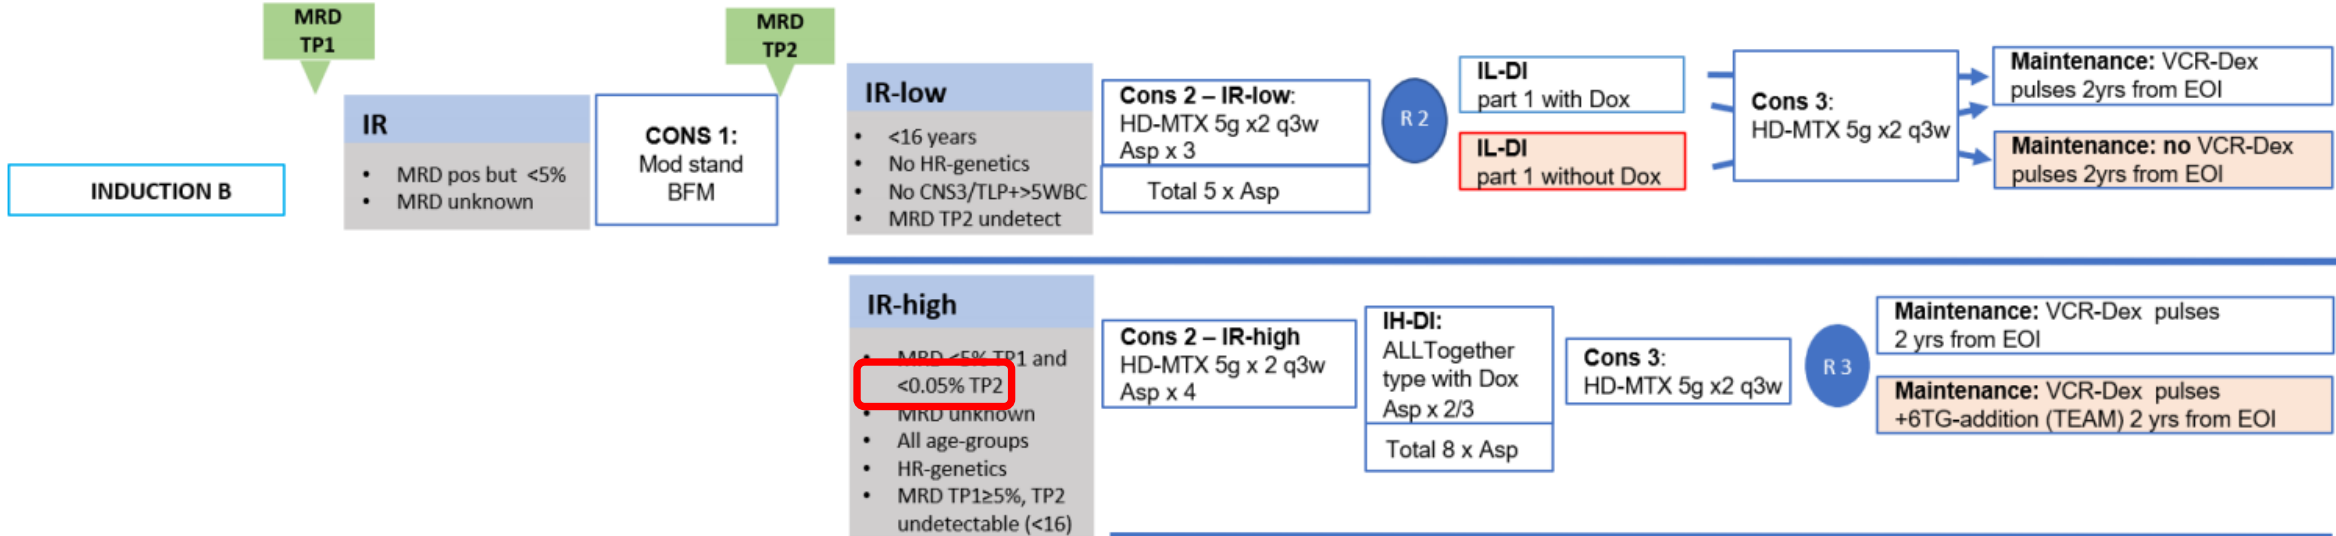 MRD
TP1
MRD
TP2
INDUCTION B
IR
• MRD pos but <5%
• MRD unknown
CONS 1:
Mod stand
BFM
IR-low
• <16 years
• No HR-genetics
• No CNS3/TLP+>5WBC
• MRD TP2 undetect
Cons 2 – IR-low:
HD-MTX 5g x2 q3w
Asp x 3
Total 5 x Asp
R 2
IL-DI
part 1 with Dox
IL-DI
part 1 without Dox
Cons 3:
HD-MTX 5g x2 q3w
Maintenance: VCR-Dex
pulses 2yrs from EOI
Maintenance: no VCR-Dex
pulses 2yrs from EOI
IR-high
• MRD <5% TP1 and
<0.05% TP2
• MRD unknown
• All age-groups
• HR-genetics
• MRD TP1≥5%, TP2
undetectable (<16)
Cons 2 – IR-high
HD-MTX 5g x 2 q3w
Asp x 4
IH-DI:
ALLTogether
type with Dox
Asp x 2/3
Total 8 x Asp
Cons 3:
HD-MTX 5g x2 q3w
R 3
Maintenance: VCR-Dex pulses
2 yrs from EOI
Maintenance: VCR-Dex pulses
+6TG-addition (TEAM) 2 yrs from EOI